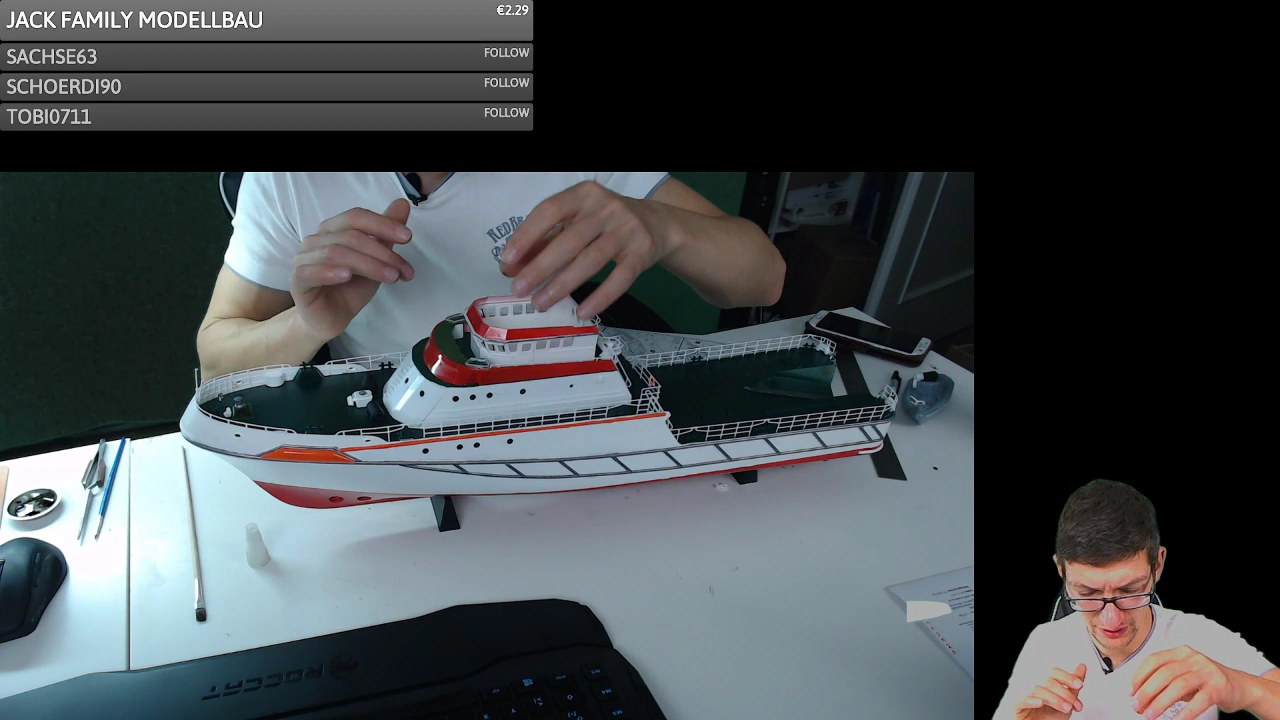 JACK FAMILY MODELLBAU €2.29
SACHSE63 FOLLOW
SCHOERDI90 FOLLOW
TOBI0711 FOLLOW
ROCCAT